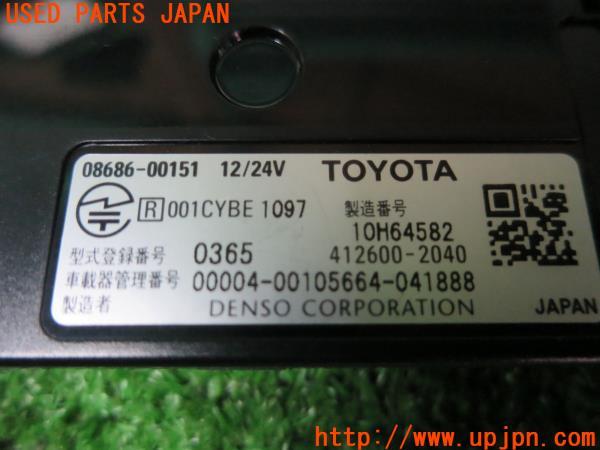 USED PARTS JAPAN
08686-00151 12/24V TOYOTA
R 001CYBE 1097 製造番号
10H64582
型式登録番号 0365 412600-2040
車載器管理番号 00004-00105664-041888
製造者 DENSO CORPORATION JAPAN
http://www.upjpn.com